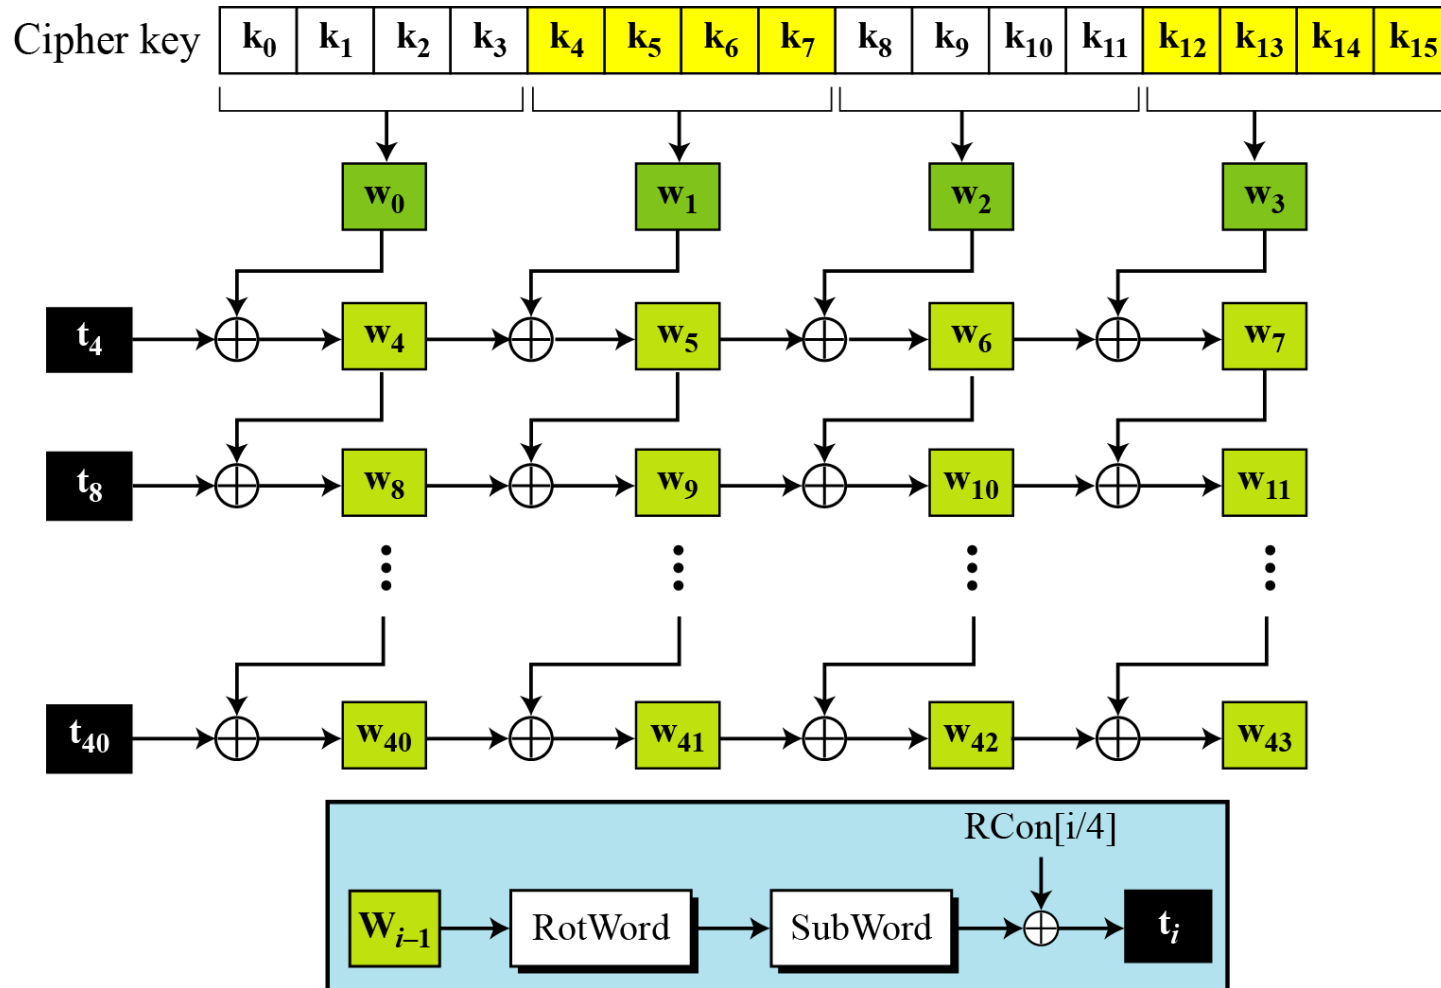 Cipher key k0 k1 k2 k3 k4 k5 k6 k7 k8 k9 k10 k11 k12 k13 k14 k15
w0 w1 w2 w3
t4 w4 w5 w6 w7
t8 w8 w9 w10 w11
t40 w40 w41 w42 w43
RCon[i/4]
Wi–1 RotWord SubWord ti